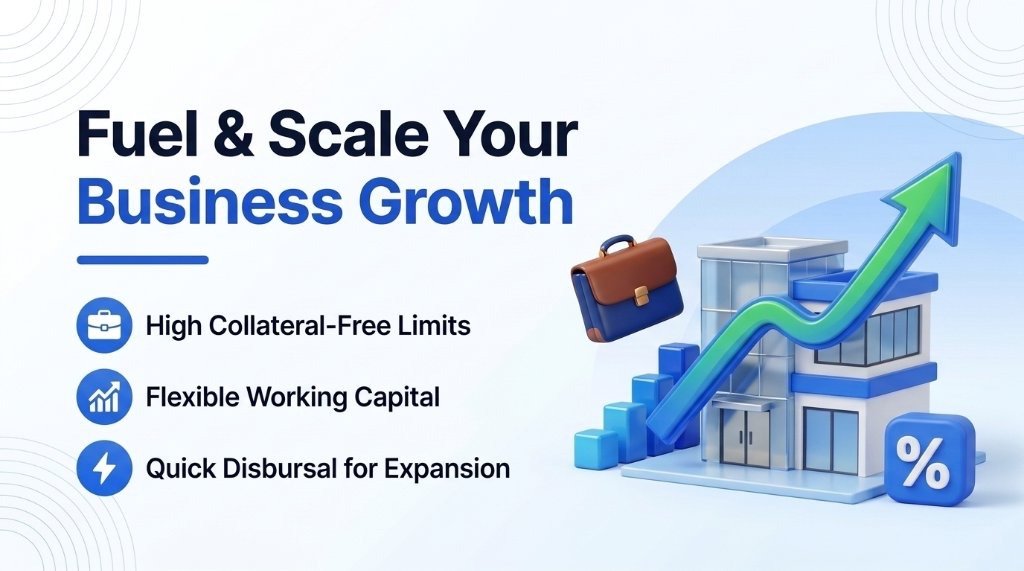 Fuel & Scale Your
Business Growth
High Collateral-Free Limits
Flexible Working Capital
Quick Disbursal for Expansion
%